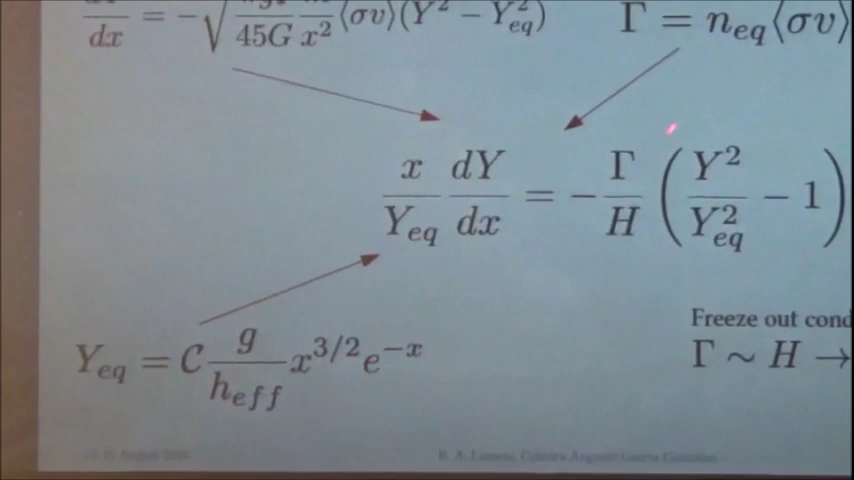 dx = -√ 45G x² ⟨σv⟩(Y² − Y²_eq)
Γ = n_eq⟨σv⟩
x/Y_eq dY/dx = −Γ/H (Y²/Y²_eq − 1)
Y_eq = C g/h_eff x^{3/2} e^{−x}
Freeze out cond
Γ ∼ H →